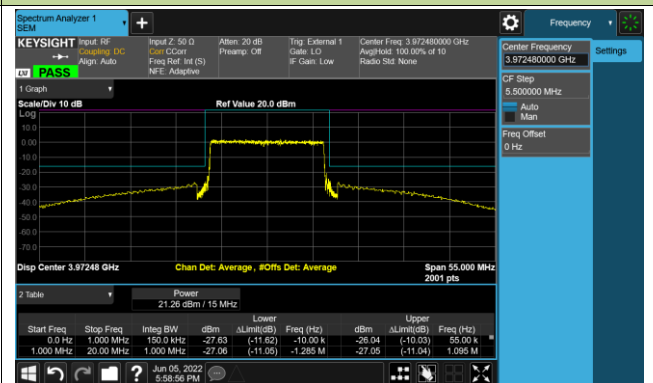 Spectrum Analyzer 1
SEM
Frequency
KEYSIGHT
Input: RF
Coupling: DC
Align: Auto
Input Z: 50 Ω
Corr CCorr
Freq Ref: Int (S)
NFE: Adaptive
Atten: 20 dB
Preamp: Off
Trig: External 1
Gate: LO
IF Gain: Low
Center Freq: 3.972480000 GHz
Avg|Hold: 100.00% of 10
Radio Std: None
LXI PASS
Center Frequency
3.972480000 GHz
Settings
CF Step
5.500000 MHz
Auto
Man
Freq Offset
0 Hz
1 Graph
Scale/Div 10 dB
Ref Value 20.0 dBm
Log
10.0
0.00
-10.0
-20.0
-30.0
-40.0
-50.0
-60.0
-70.0
Disp Center 3.97248 GHz
Chan Det: Average, #Offs Det: Average
Span 55.000 MHz
2001 pts
2 Table
Power
21.26 dBm / 15 MHz
Lower Upper
Start Freq Stop Freq Integ BW dBm ΔLimit(dB) Freq (Hz) dBm ΔLimit(dB) Freq (Hz)
0.0 Hz 1.000 MHz 150.0 kHz -27.63 (-11.62) -10.00 k -26.04 (-10.03) 55.00 k
1.000 MHz 20.00 MHz 1.000 MHz -27.06 (-11.05) -1.285 M -27.05 (-11.04) 1.095 M
Jun 05, 2022
5:58:56 PM